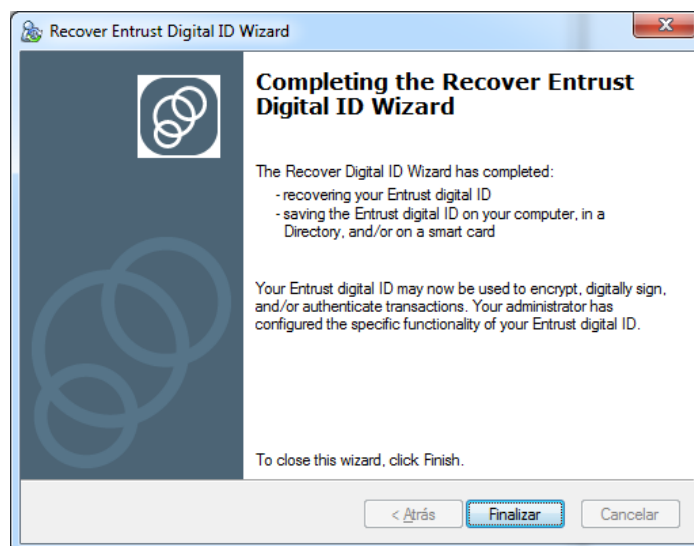 Recover Entrust Digital ID Wizard
Completing the Recover Entrust
Digital ID Wizard
The Recover Digital ID Wizard has completed:
- recovering your Entrust digital ID
- saving the Entrust digital ID on your computer, in a
Directory, and/or on a smart card
Your Entrust digital ID may now be used to encrypt, digitally sign,
and/or authenticate transactions. Your administrator has
configured the specific functionality of your Entrust digital ID.
To close this wizard, click Finish.
< Atrás Finalizar Cancelar